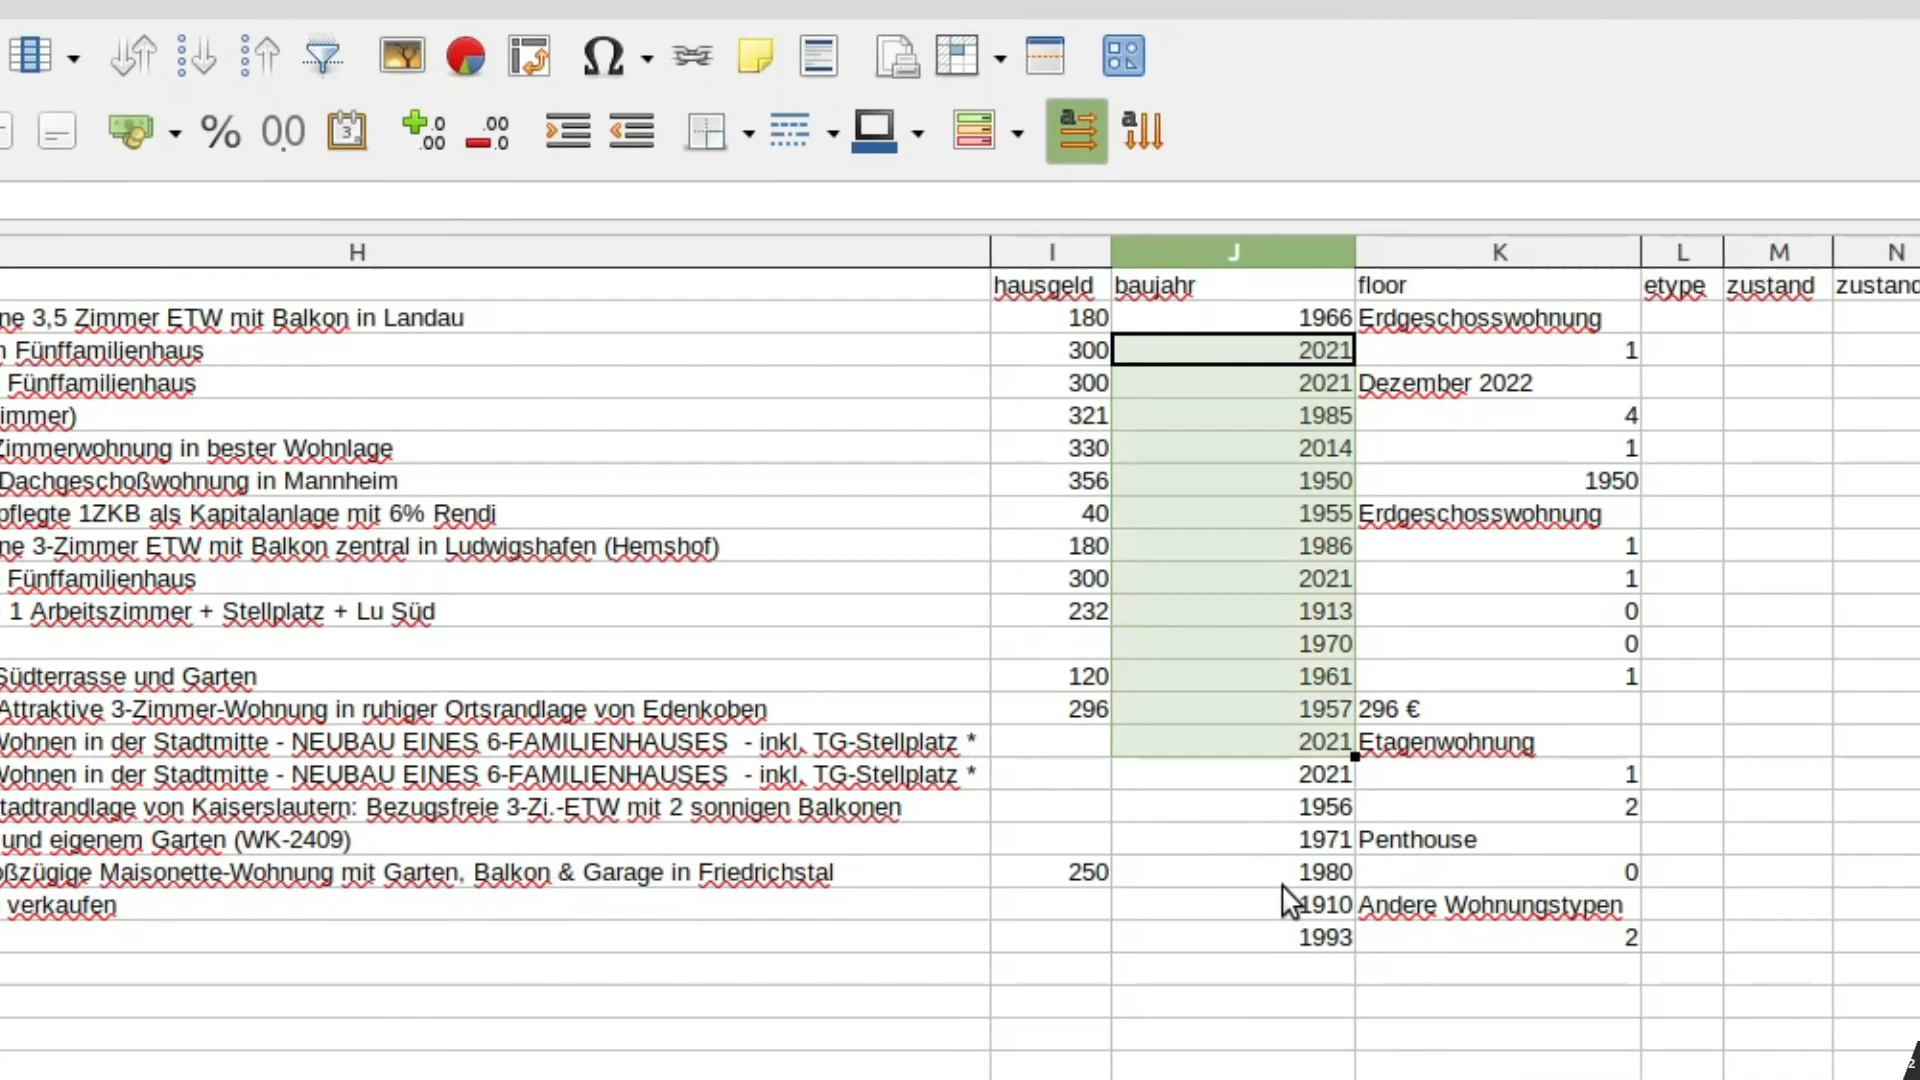 % 00 3 .0 .00 .00 .0 a a
H I J K L M N
hausgeld baujahr floor etype zustand zustand
ne 3,5 Zimmer ETW mit Balkon in Landau 180 1966 Erdgeschosswohnung
n Fünffamilienhaus 300 2021 1
Fünffamilienhaus 300 2021 Dezember 2022
immer) 321 1985 4
Zimmerwohnung in bester Wohnlage 330 2014 1
Dachgeschoßwohnung in Mannheim 356 1950 1950
pflegte 1ZKB als Kapitalanlage mit 6% Rendi 40 1955 Erdgeschosswohnung
ne 3-Zimmer ETW mit Balkon zentral in Ludwigshafen (Hemshof) 180 1986 1
Fünffamilienhaus 300 2021 1
1 Arbeitszimmer + Stellplatz + Lu Süd 232 1913 0
1970 0
Südterrasse und Garten 120 1961 1
Attraktive 3-Zimmer-Wohnung in ruhiger Ortsrandlage von Edenkoben 296 1957 296 €
Wohnen in der Stadtmitte - NEUBAU EINES 6-FAMILIENHAUSES - inkl. TG-Stellplatz * 2021 Etagenwohnung
Wohnen in der Stadtmitte - NEUBAU EINES 6-FAMILIENHAUSES - inkl. TG-Stellplatz * 2021 1
tadtrandlage von Kaiserslautern: Bezugsfreie 3-Zi.-ETW mit 2 sonnigen Balkonen 1956 2
und eigenem Garten (WK-2409) 1971 Penthouse
oßzügige Maisonette-Wohnung mit Garten, Balkon & Garage in Friedrichstal 250 1980 0
verkaufen 1910 Andere Wohnungstypen
1993 2
2